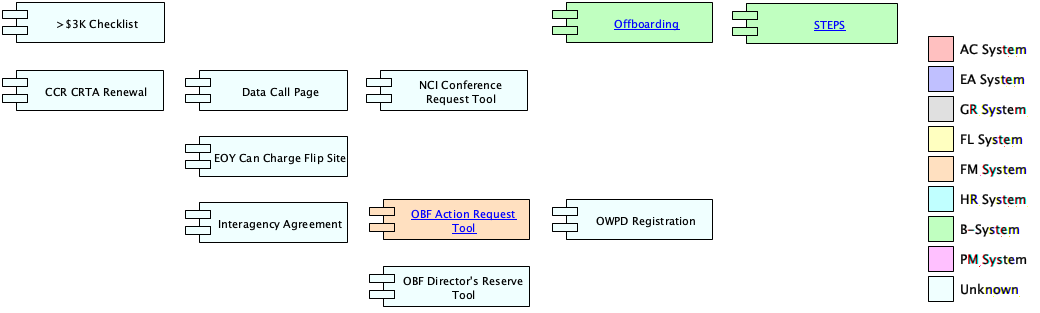 >$3K Checklist
Offboarding
STEPS
CCR CRTA Renewal
Data Call Page
NCI Conference
Request Tool
EOY Can Charge Flip Site
Interagency Agreement
OBF Action Request
Tool
OWPD Registration
OBF Director's Reserve
Tool
AC System
EA System
GR System
FL System
FM System
HR System
B-System
PM System
Unknown